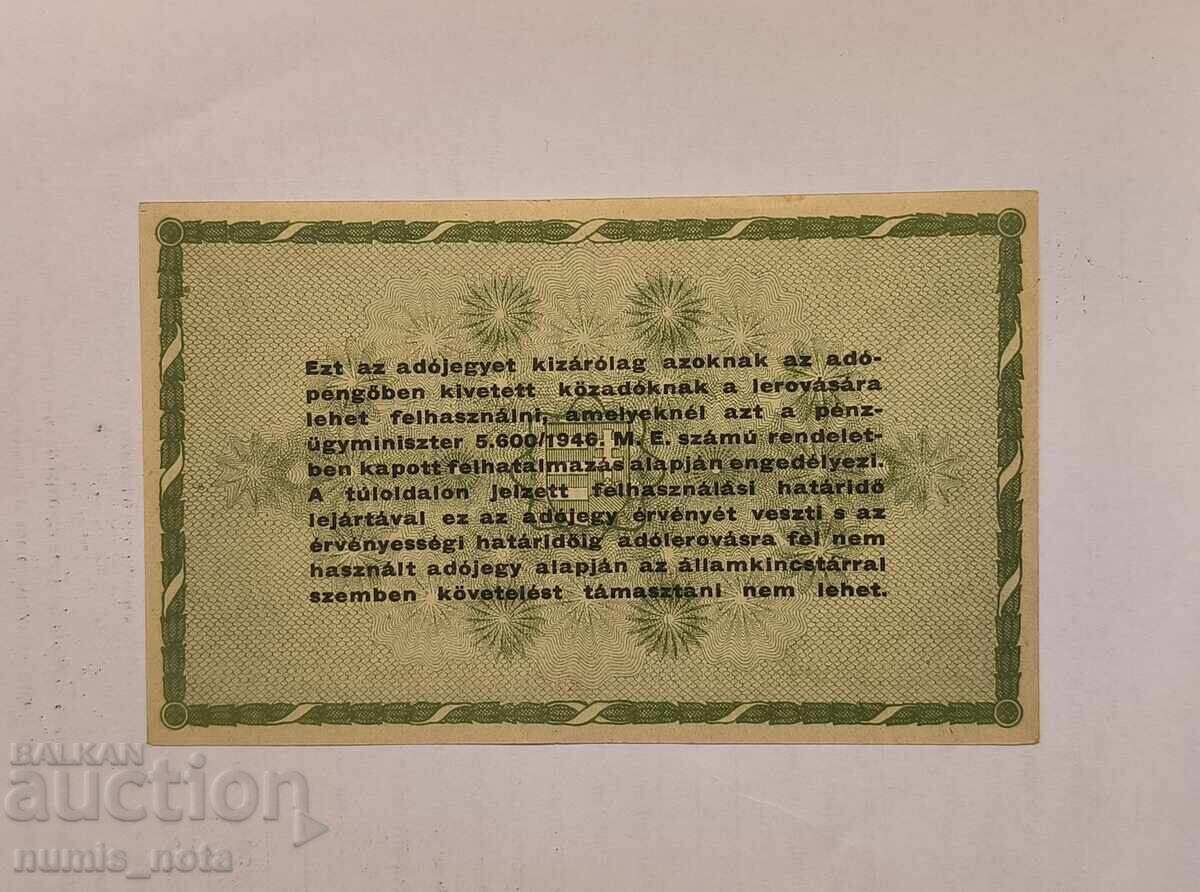 Ezt az adójegyet kizárólag azoknak az adó-
pengőben kivetett közadóknak a lerovására
lehet felhasználni, amelyeknél azt a pénz-
ügyminiszter 5.600/1946. M. E. számú rendelet-
ben kapott felhatalmazás alapján engedélyezi.
A túloldalon jelzett felhasználási határidő
lejártával ez az adójegy érvényét veszti s az
érvényességi határidőig adólerovásra fel nem
használt adójegy alapján az államkincstárral
szemben követelést támasztani nem lehet.
BALKAN
auction
numis_nota